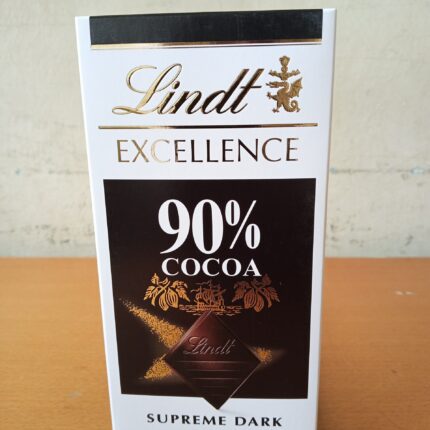 Lindt
EXCELLENCE
90%
COCOA
Lindt
SUPREME DARK